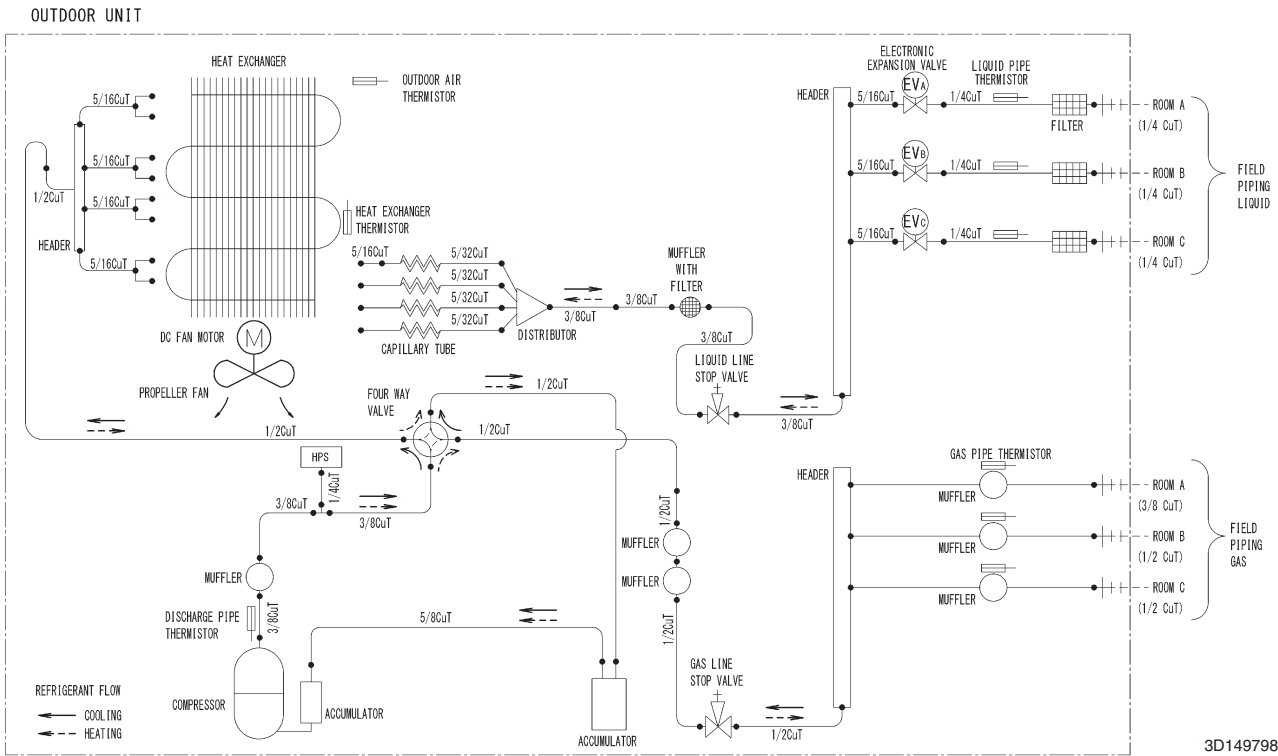 OUTDOOR UNIT
HEAT EXCHANGER
OUTDOOR AIR
THERMISTOR
5/16CuT
5/16CuT
5/16CuT
5/16CuT
1/2CuT
HEADER
HEAT EXCHANGER
THERMISTOR
DC FAN MOTOR
M
PROPELLER FAN
5/16CuT
5/32CuT
5/32CuT
5/32CuT
5/32CuT
CAPILLARY TUBE
DISTRIBUTOR
3/8CuT
3/8CuT
MUFFLER
WITH
FILTER
3/8CuT
LIQUID LINE
STOP VALVE
3/8CuT
HEADER
ELECTRONIC
EXPANSION VALVE
LIQUID PIPE
THERMISTOR
5/16CuT
EVA
1/4CuT
FILTER
ROOM A
(1/4 CuT)
5/16CuT
EVB
1/4CuT
ROOM B
(1/4 CuT)
5/16CuT
EVC
1/4CuT
ROOM C
(1/4 CuT)
FIELD
PIPING
LIQUID
1/2CuT
FOUR WAY
VALVE
1/2CuT
1/2CuT
HPS
1/4CuT
3/8CuT
3/8CuT
MUFFLER
DISCHARGE PIPE
THERMISTOR
3/8CuT
COMPRESSOR
ACCUMULATOR
5/8CuT
ACCUMULATOR
1/2CuT
MUFFLER
MUFFLER
1/2CuT
GAS LINE
STOP VALVE
1/2CuT
HEADER
GAS PIPE THERMISTOR
MUFFLER
ROOM A
(3/8 CuT)
MUFFLER
ROOM B
(1/2 CuT)
MUFFLER
ROOM C
(1/2 CuT)
FIELD
PIPING
GAS
REFRIGERANT FLOW
COOLING
HEATING
3D149798